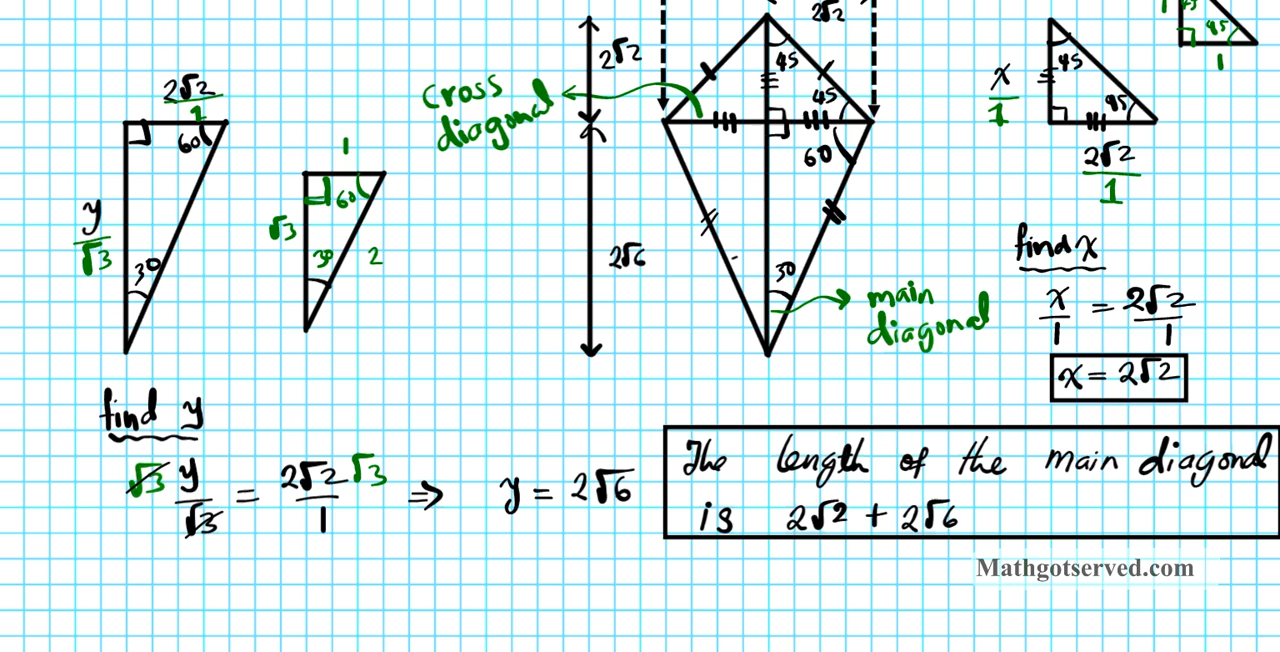 2√2
45
1
1
2√2
2√2/1
60
y/√3
30
1
60
√3
30
2
cross
diagonal
2√6
45
45
60
30
main
diagonal
x/1
45
45
2√2/1
find x
x/1 = 2√2/1
x = 2√2
find y
√3 y/√3 = 2√2√3/1 ⇒ y = 2√6
The length of the main diagonal
is 2√2 + 2√6
Mathgotserved.com